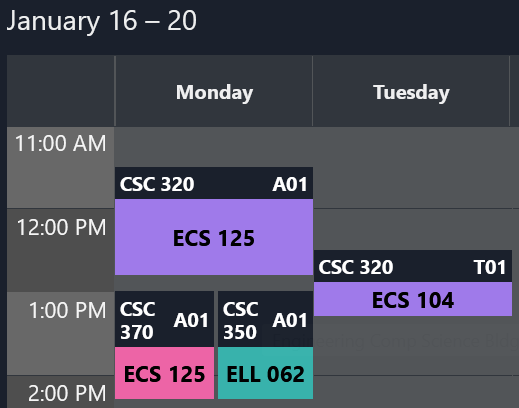 January 16 – 20
Monday
Tuesday
11:00 AM
CSC 320 A01
ECS 125
12:00 PM
CSC 320 T01
ECS 104
1:00 PM
CSC
370
A01
ECS 125
CSC
350
A01
ELL 062
2:00 PM